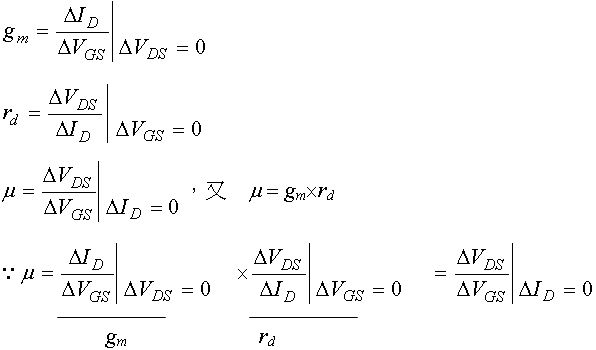 g_m = ΔI_D / ΔV_GS | ΔV_DS = 0
r_d = ΔV_DS / ΔI_D | ΔV_GS = 0
μ = ΔV_DS / ΔV_GS | ΔI_D = 0 ，又 μ = g_m×r_d
∵ μ = ΔI_D / ΔV_GS | ΔV_DS = 0 × ΔV_DS / ΔI_D | ΔV_GS = 0 = ΔV_DS / ΔV_GS | ΔI_D = 0
g_m r_d